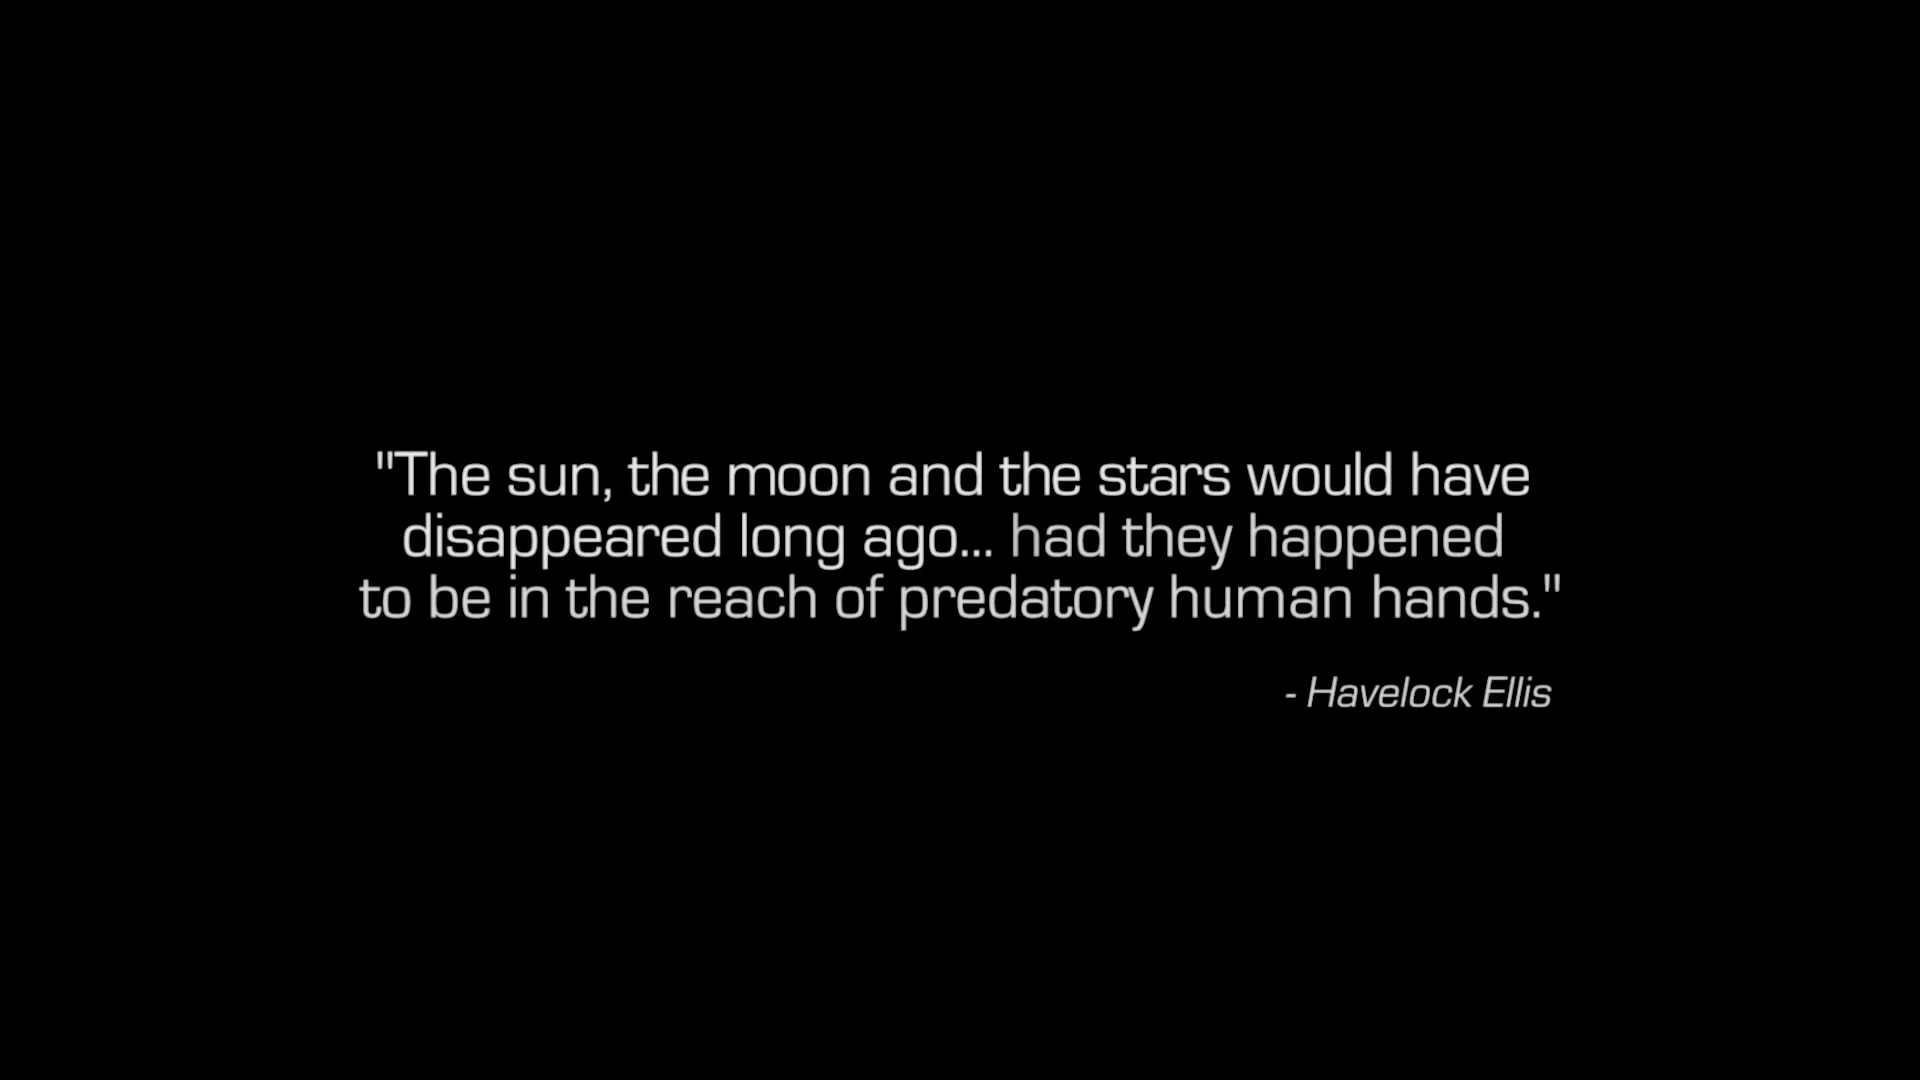 "The sun, the moon and the stars would have
disappeared long ago... had they happened
to be in the reach of predatory human hands."
- Havelock Ellis